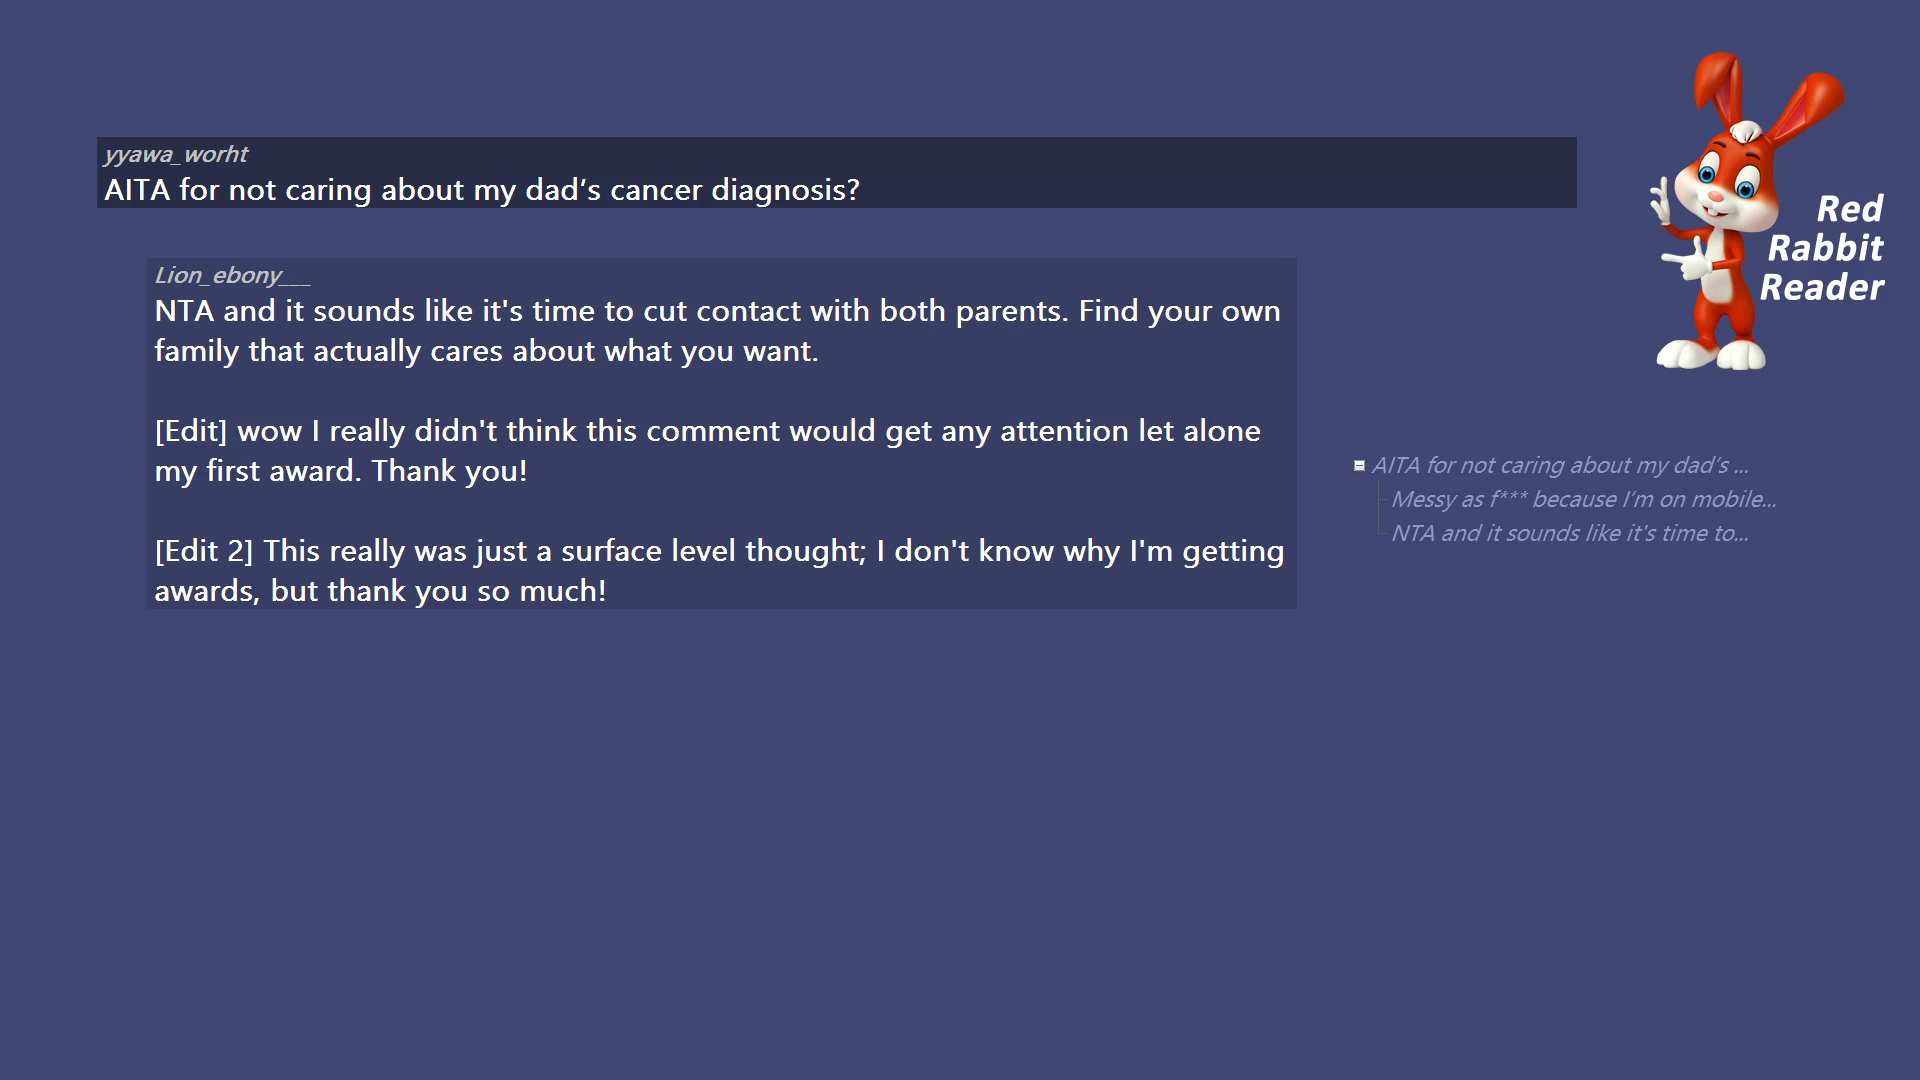 yyawa_worht
AITA for not caring about my dad’s cancer diagnosis?
Lion_ebony___
NTA and it sounds like it's time to cut contact with both parents. Find your own
family that actually cares about what you want.
[Edit] wow I really didn't think this comment would get any attention let alone
my first award. Thank you!
[Edit 2] This really was just a surface level thought; I don't know why I'm getting
awards, but thank you so much!
Red
Rabbit
Reader
AITA for not caring about my dad’s ...
Messy as f*** because I’m on mobile...
NTA and it sounds like it's time to...